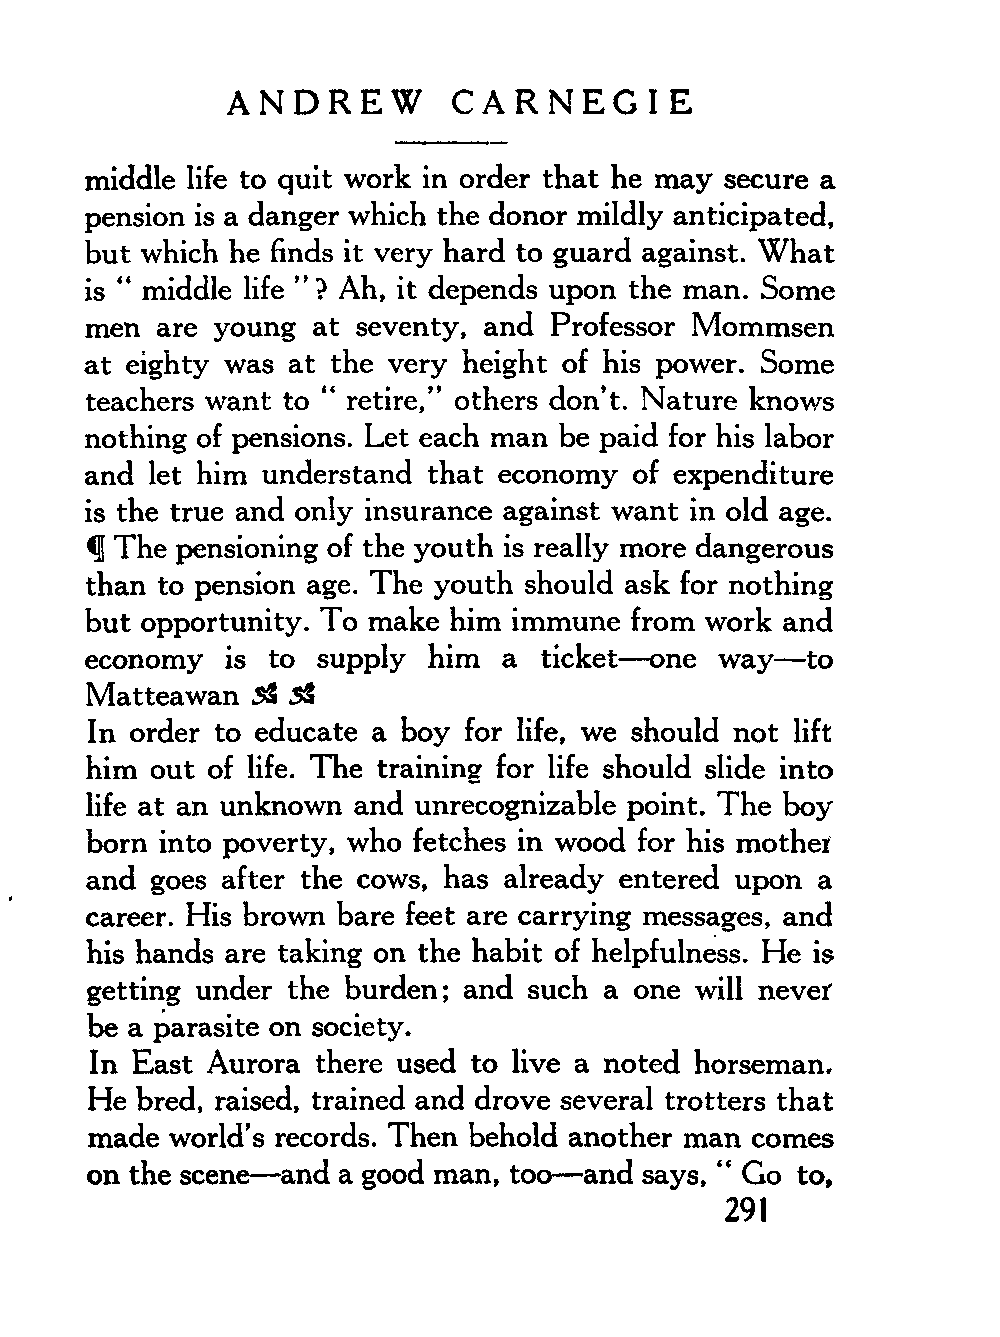 ANDREW CARNEGIE
middle life to quit work in order that he may secure a
pension is a danger which the donor mildly anticipated,
but which he finds it very hard to guard against. What
is “ middle life ”? Ah, it depends upon the man. Some
men are young at seventy, and Professor Mommsen
at eighty was at the very height of his power. Some
teachers want to “ retire,” others don't. Nature knows
nothing of pensions. Let each man be paid for his labor
and let him understand that economy of expenditure
is the true and only insurance against want in old age.
¶ The pensioning of the youth is really more dangerous
than to pension age. The youth should ask for nothing
but opportunity. To make him immune from work and
economy is to supply him a ticket—one way—to
Matteawan
In order to educate a boy for life, we should not lift
him out of life. The training for life should slide into
life at an unknown and unrecognizable point. The boy
born into poverty, who fetches in wood for his mother
and goes after the cows, has already entered upon a
career. His brown bare feet are carrying messages, and
his hands are taking on the habit of helpfulness. He is
getting under the burden; and such a one will never
be a parasite on society.
In East Aurora there used to live a noted horseman.
He bred, raised, trained and drove several trotters that
made world's records. Then behold another man comes
on the scene—and a good man, too—and says, “ Go to,
291